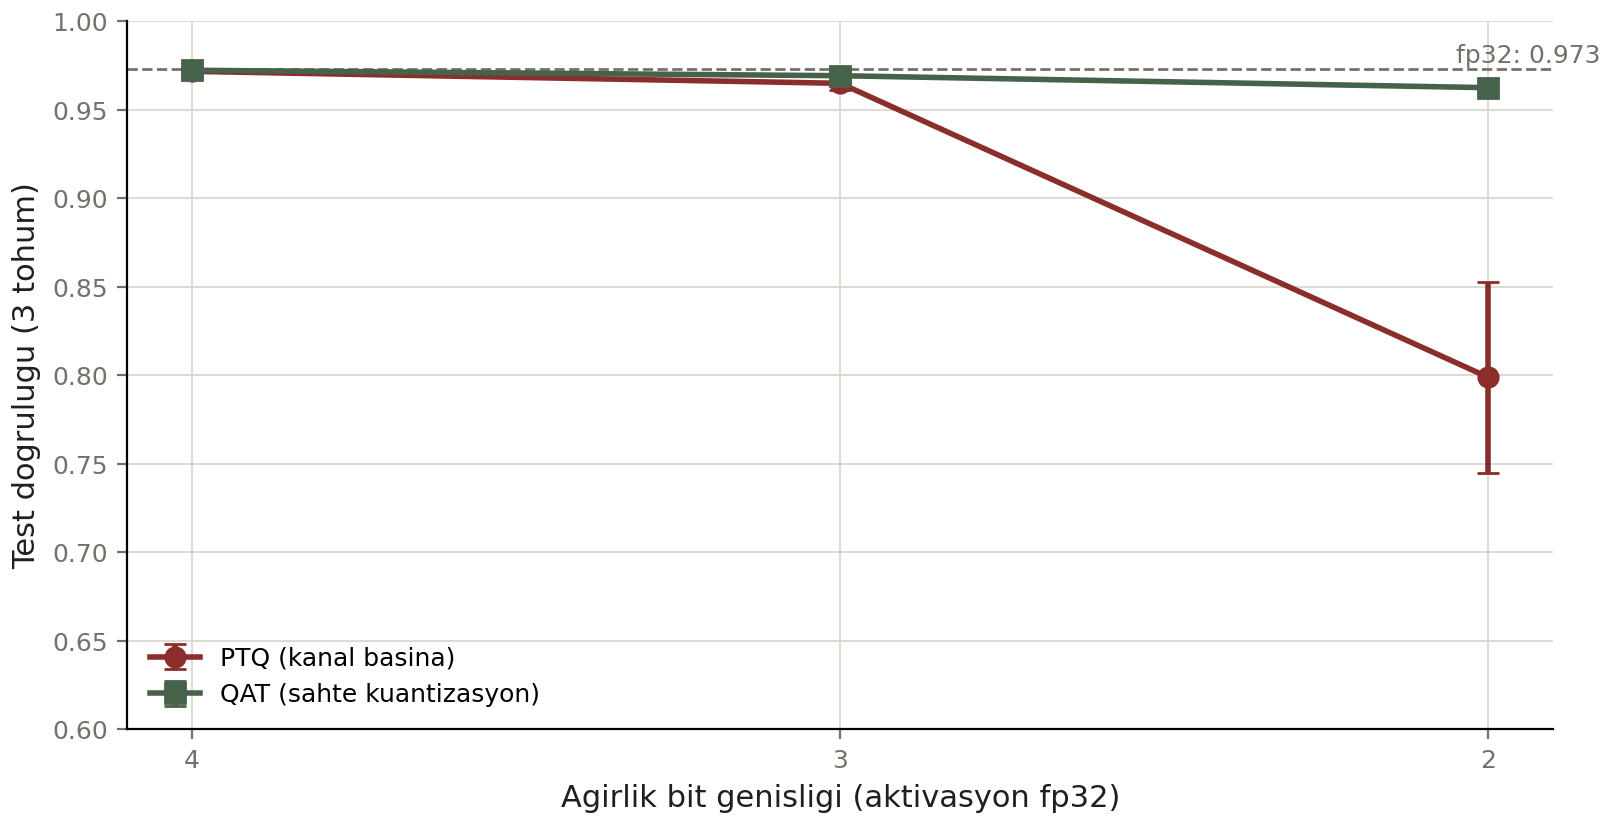 1.00
0.95
0.90
0.85
0.80
0.75
0.70
0.65
0.60
Test dogrulugu (3 tohum)
fp32: 0.973
PTQ (kanal basina)
QAT (sahte kuantizasyon)
4
3
2
Agirlik bit genisligi (aktivasyon fp32)